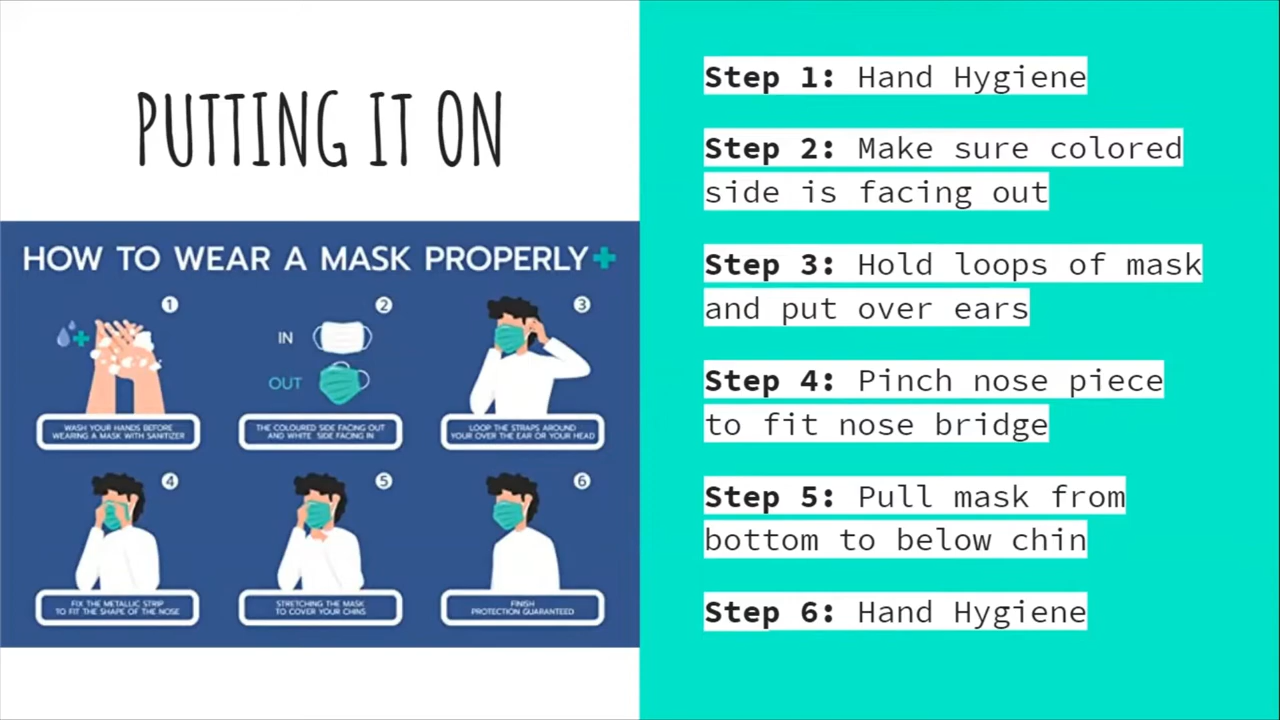 PUTTING IT ON
HOW TO WEAR A MASK PROPERLY
1
WASH YOUR HANDS BEFORE
WEARING A MASK WITH SANITIZER
2
IN
OUT
THE COLOURED SIDE FACING OUT
AND WHITE SIDE FACING IN
3
LOOP THE STRAPS AROUND
YOUR OVER THE EAR OR YOUR HEAD
4
FIX THE METALLIC STRIP
TO FIT THE SHAPE OF THE NOSE
5
STRETCHING THE MASK
TO COVER YOUR CHINS
6
FINISH
PROTECTION GUARANTEED
Step 1: Hand Hygiene
Step 2: Make sure colored
side is facing out
Step 3: Hold loops of mask
and put over ears
Step 4: Pinch nose piece
to fit nose bridge
Step 5: Pull mask from
bottom to below chin
Step 6: Hand Hygiene